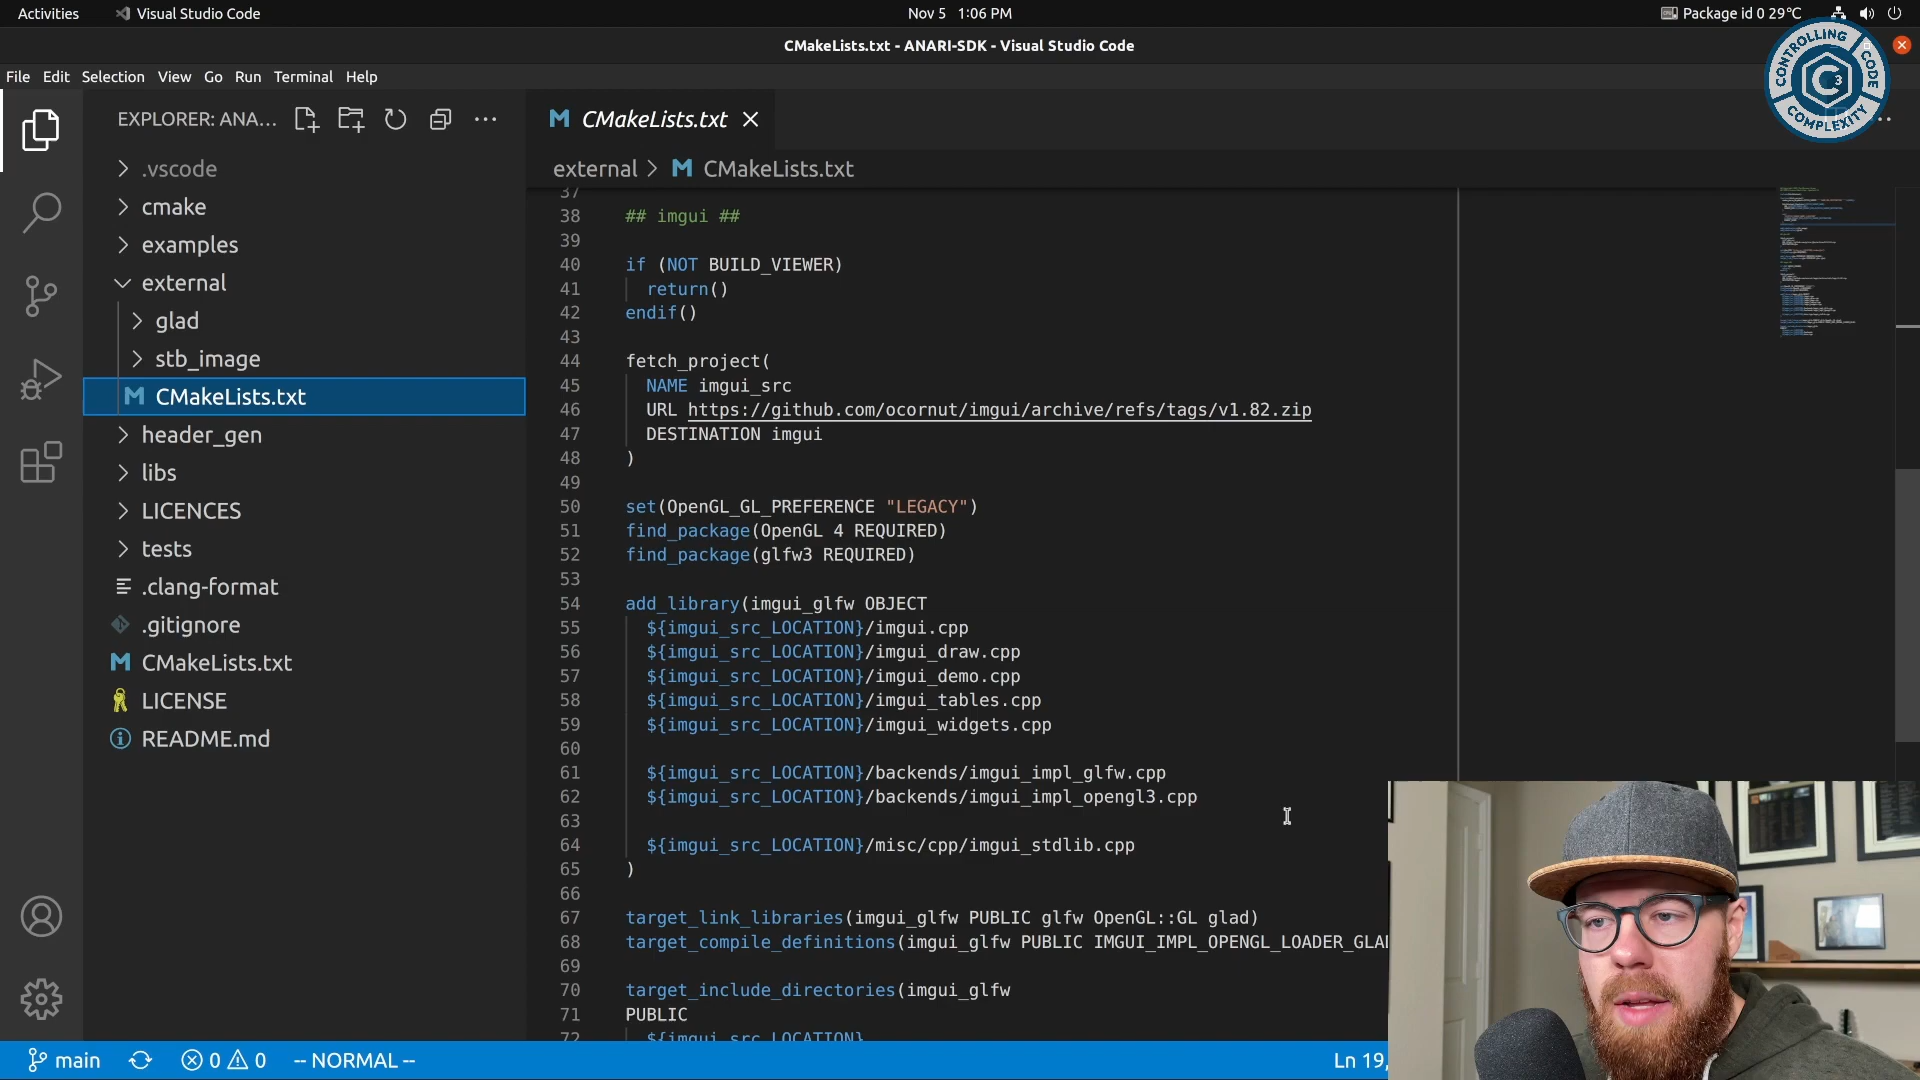 Activities
Visual Studio Code
Nov 5 1:06 PM
Package id 0 29°C
CMakeLists.txt - ANARI-SDK - Visual Studio Code
CONTROLLING CODE COMPLEXITY
C 3
File Edit Selection View Go Run Terminal Help
EXPLORER: ANA...
.vscode
cmake
examples
external
glad
stb_image
CMakeLists.txt
header_gen
libs
LICENCES
tests
.clang-format
.gitignore
CMakeLists.txt
LICENSE
README.md
CMakeLists.txt
external > CMakeLists.txt
37
38 ## imgui ##
39
40 if (NOT BUILD_VIEWER)
41 return()
42 endif()
43
44 fetch_project(
45 NAME imgui_src
46 URL https://github.com/ocornut/imgui/archive/refs/tags/v1.82.zip
47 DESTINATION imgui
48 )
49
50 set(OpenGL_GL_PREFERENCE "LEGACY")
51 find_package(OpenGL 4 REQUIRED)
52 find_package(glfw3 REQUIRED)
53
54 add_library(imgui_glfw OBJECT
55 ${imgui_src_LOCATION}/imgui.cpp
56 ${imgui_src_LOCATION}/imgui_draw.cpp
57 ${imgui_src_LOCATION}/imgui_demo.cpp
58 ${imgui_src_LOCATION}/imgui_tables.cpp
59 ${imgui_src_LOCATION}/imgui_widgets.cpp
60
61 ${imgui_src_LOCATION}/backends/imgui_impl_glfw.cpp
62 ${imgui_src_LOCATION}/backends/imgui_impl_opengl3.cpp
63
64 ${imgui_src_LOCATION}/misc/cpp/imgui_stdlib.cpp
65 )
66
67 target_link_libraries(imgui_glfw PUBLIC glfw OpenGL::GL glad)
68 target_compile_definitions(imgui_glfw PUBLIC IMGUI_IMPL_OPENGL_LOADER_GLA
69
70 target_include_directories(imgui_glfw
71 PUBLIC
72 ${imgui_src_LOCATION}
main
0
0
-- NORMAL --
Ln 19,